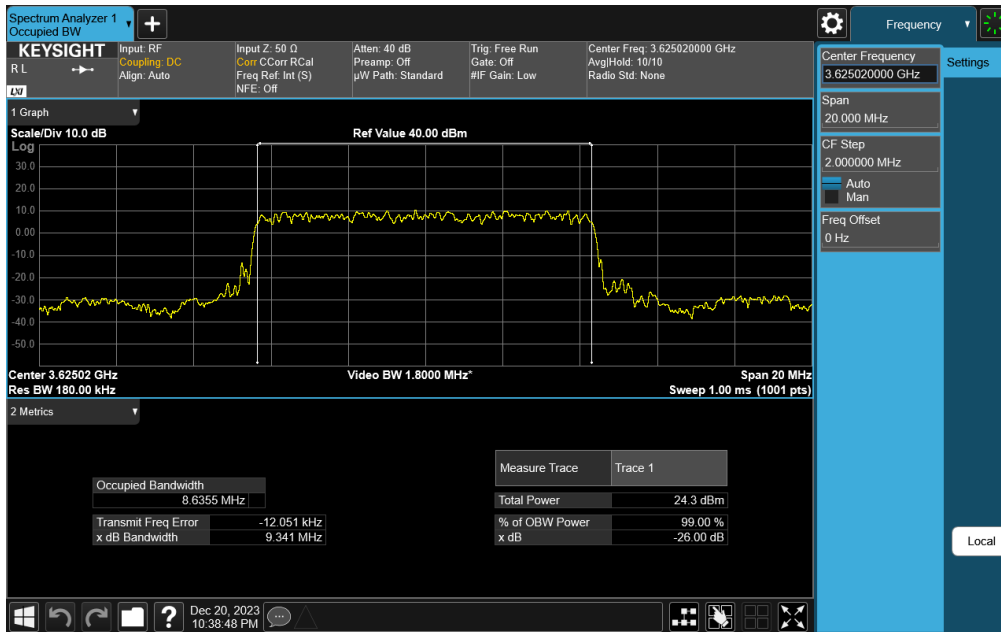 Spectrum Analyzer 1
Occupied BW
Frequency
KEYSIGHT
R L
LXI
Input: RF
Coupling: DC
Align: Auto
Input Z: 50 Ω
Corr CCorr RCal
Freq Ref: Int (S)
NFE: Off
Atten: 40 dB
Preamp: Off
µW Path: Standard
Trig: Free Run
Gate: Off
#IF Gain: Low
Center Freq: 3.625020000 GHz
Avg|Hold: 10/10
Radio Std: None
Center Frequency
3.625020000 GHz
Settings
Span
20.000 MHz
CF Step
2.000000 MHz
Auto
Man
Freq Offset
0 Hz
Local
1 Graph
Scale/Div 10.0 dB
Ref Value 40.00 dBm
Log
30.0
20.0
10.0
0.00
-10.0
-20.0
-30.0
-40.0
-50.0
Center 3.62502 GHz
Video BW 1.8000 MHz*
Span 20 MHz
Res BW 180.00 kHz
Sweep 1.00 ms (1001 pts)
2 Metrics
Occupied Bandwidth
8.6355 MHz
Transmit Freq Error -12.051 kHz
x dB Bandwidth 9.341 MHz
Measure Trace Trace 1
Total Power 24.3 dBm
% of OBW Power 99.00 %
x dB -26.00 dB
Dec 20, 2023
10:38:48 PM